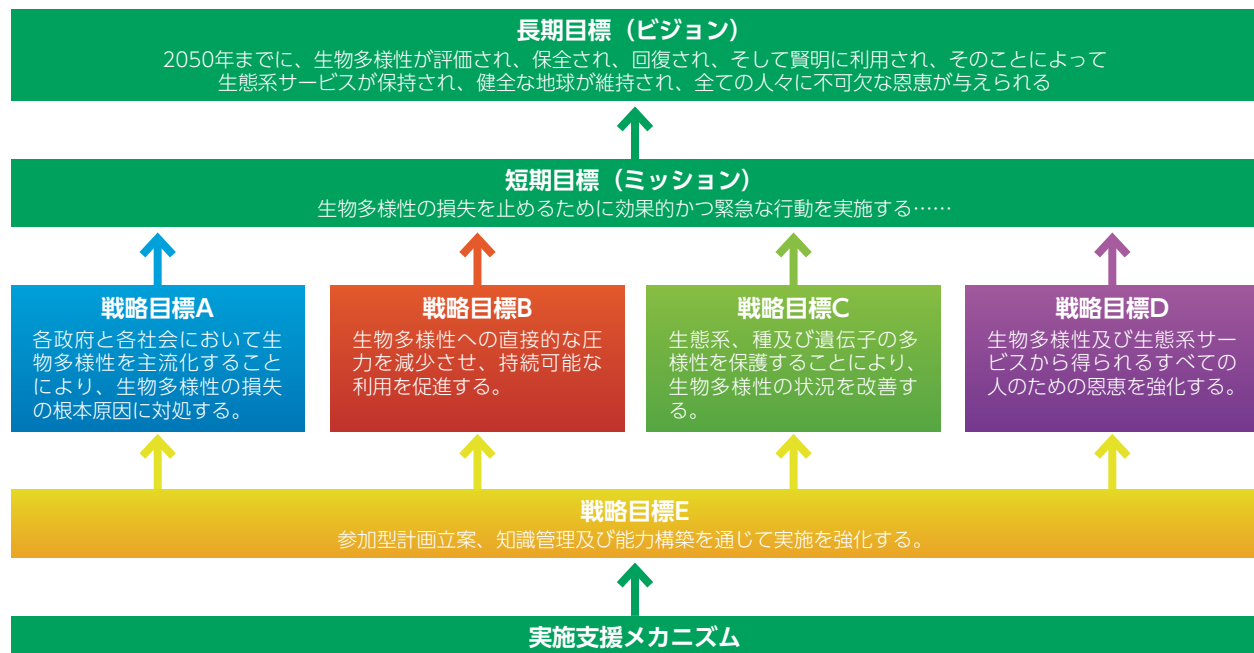 長期目標（ビジョン）
2050年までに、生物多様性が評価され、保全され、回復され、そして賢明に利用され、そのことによって
生態系サービスが保持され、健全な地球が維持され、全ての人々に不可欠な恩恵が与えられる
短期目標（ミッション）
生物多様性の損失を止めるために効果的かつ緊急な行動を実施する……
戦略目標A
各政府と各社会において生
物多様性を主流化すること
により、生物多様性の損失
の根本原因に対処する。
戦略目標B
生物多様性への直接的な圧
力を減少させ、持続可能な
利用を促進する。
戦略目標C
生態系、種及び遺伝子の多
様性を保護することにより、
生物多様性の状況を改善す
る。
戦略目標D
生物多様性及び生態系サー
ビスから得られるすべての
人のための恩恵を強化する。
戦略目標E
参加型計画立案、知識管理及び能力構築を通じて実施を強化する。
実施支援メカニズム